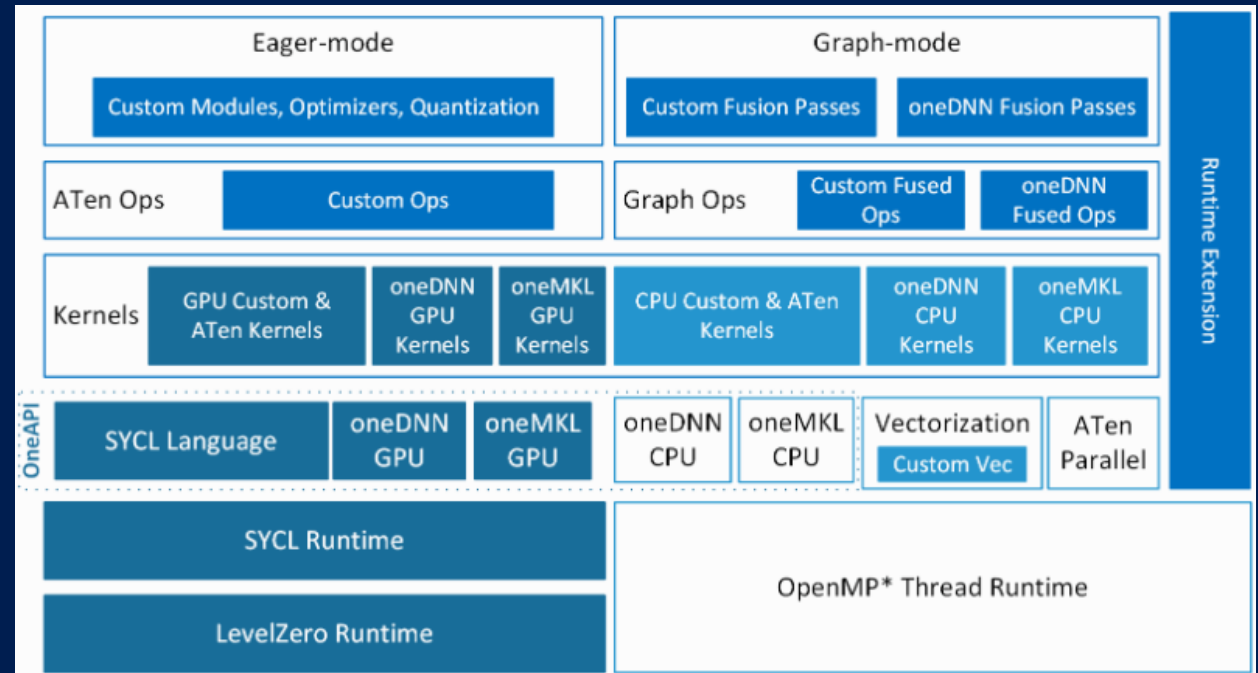 Eager-mode
Custom Modules, Optimizers, Quantization
Graph-mode
Custom Fusion Passes
oneDNN Fusion Passes
Runtime Extension
ATen Ops
Custom Ops
Graph Ops
Custom Fused
Ops
oneDNN
Fused Ops
Kernels
GPU Custom &
ATen Kernels
oneDNN
GPU
Kernels
oneMKL
GPU
Kernels
CPU Custom & ATen
Kernels
oneDNN
CPU
Kernels
oneMKL
CPU
Kernels
OneAPI
SYCL Language
oneDNN
GPU
oneMKL
GPU
oneDNN
CPU
oneMKL
CPU
Vectorization
Custom Vec
ATen
Parallel
SYCL Runtime
LevelZero Runtime
OpenMP* Thread Runtime